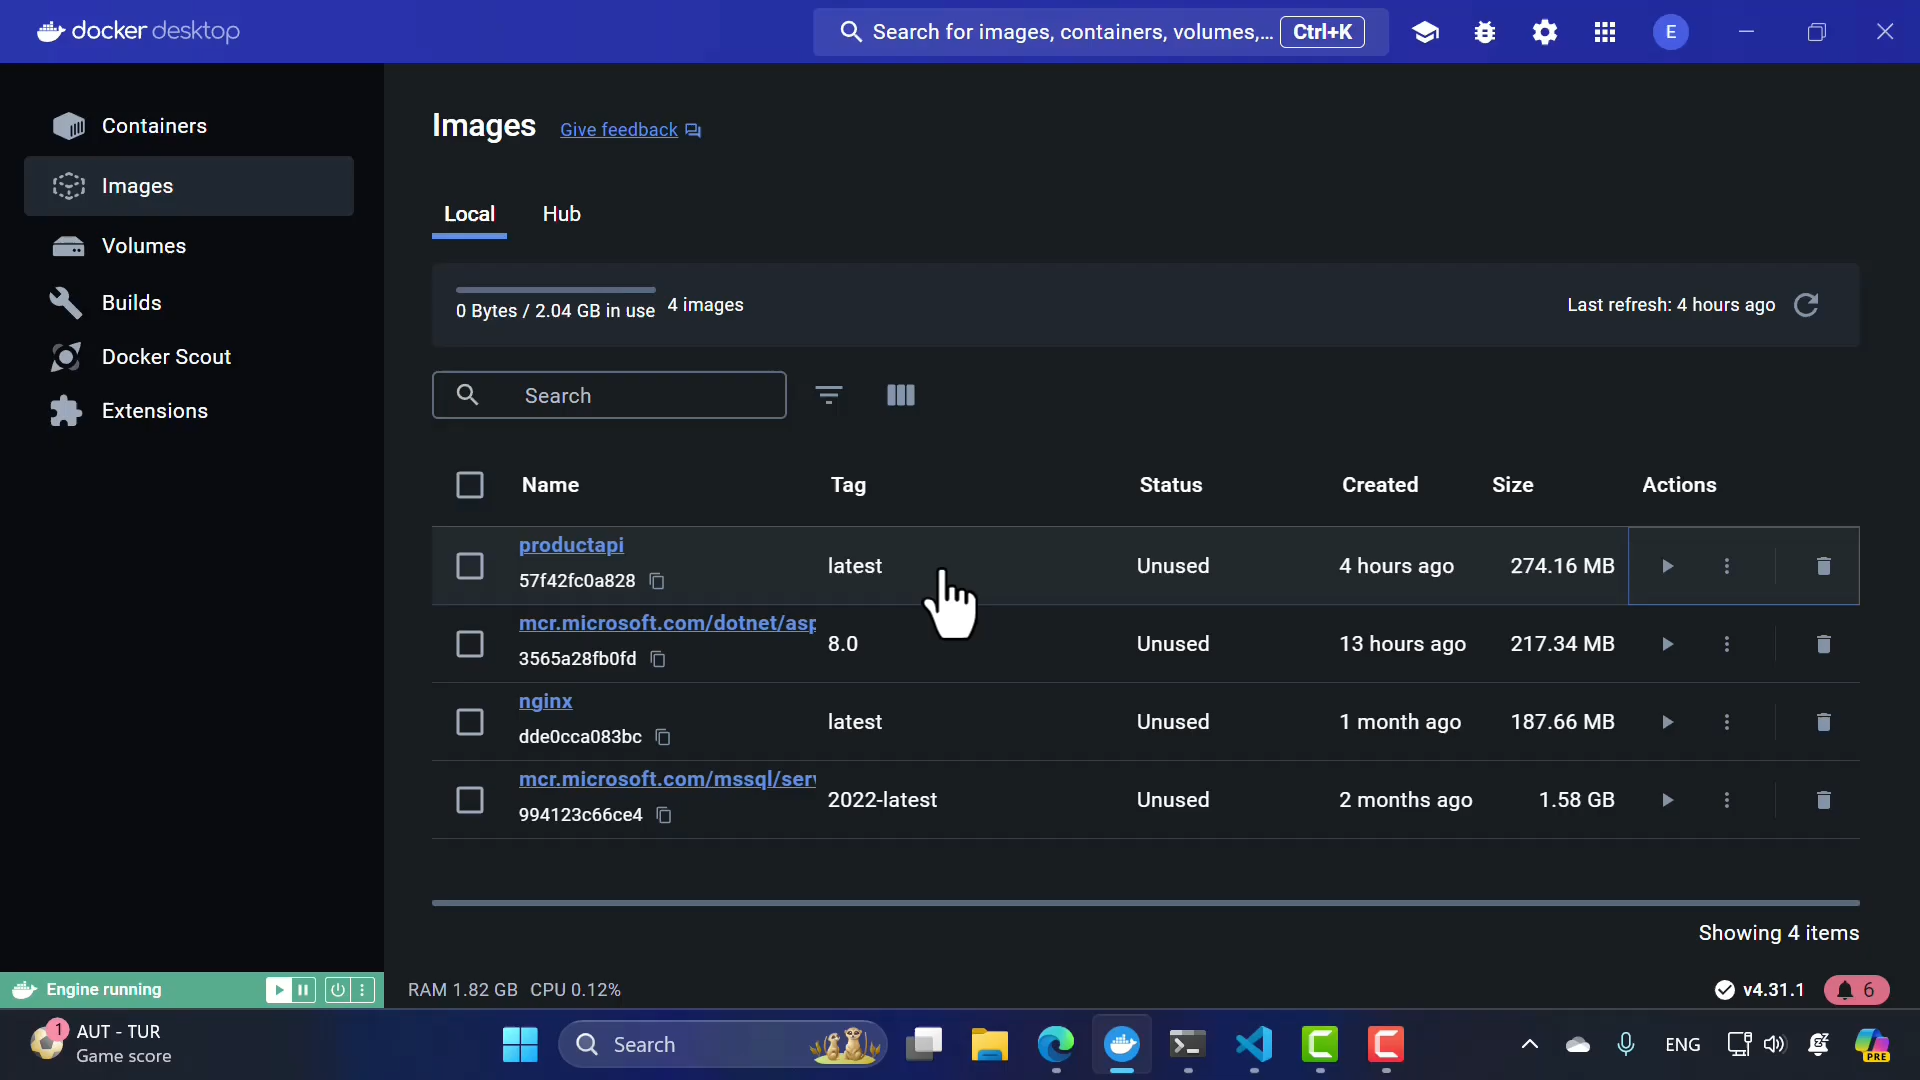 docker desktop
Search for images, containers, volumes,... Ctrl+K
E
Containers
Images
Volumes
Builds
Docker Scout
Extensions
Images Give feedback
Local Hub
0 Bytes / 2.04 GB in use 4 images Last refresh: 4 hours ago
Search
Name Tag Status Created Size Actions
productapi
57f42fc0a828 latest Unused 4 hours ago 274.16 MB
mcr.microsoft.com/dotnet/asp
3565a28fb0fd 8.0 Unused 13 hours ago 217.34 MB
nginx
dde0cca083bc latest Unused 1 month ago 187.66 MB
mcr.microsoft.com/mssql/serv
994123c66ce4 2022-latest Unused 2 months ago 1.58 GB
Showing 4 items
Engine running RAM 1.82 GB CPU 0.12% v4.31.1 6
1 AUT - TUR
Game score
Search
ENG
PRE